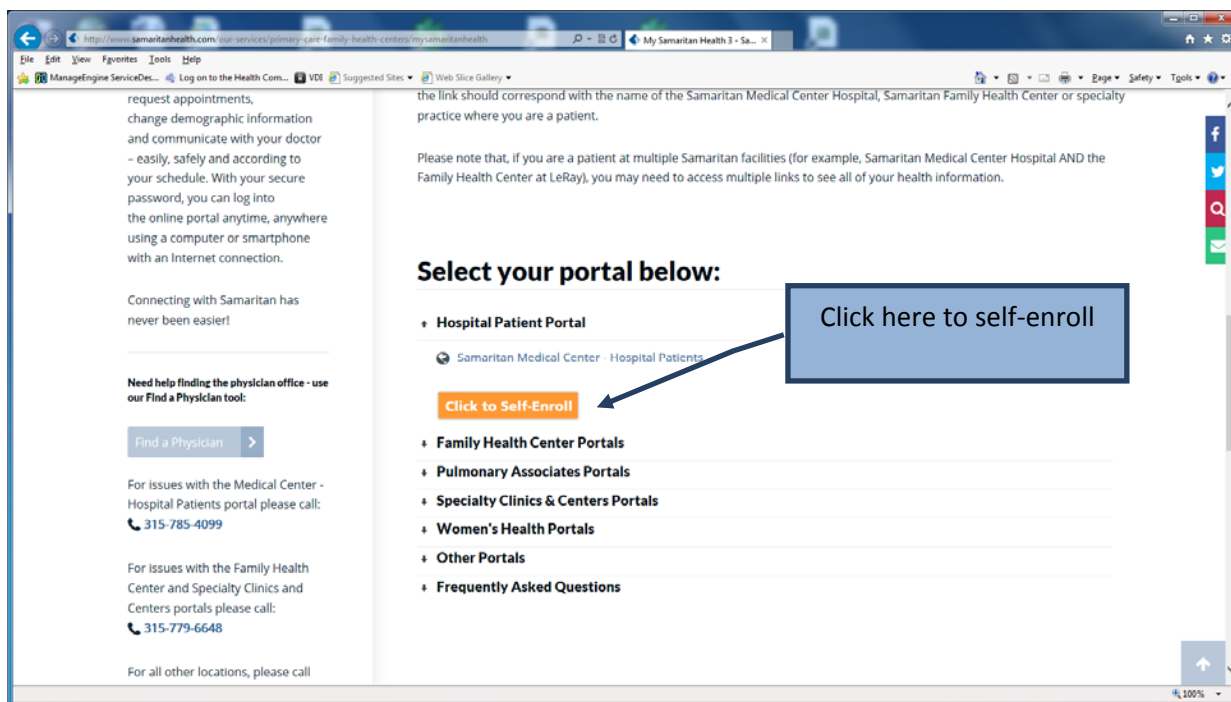 http://www.samaritanhealth.com/our-services/primary-care-family-health-centers/mysamaritanhealth
My Samaritan Health 3 - Sa...
File Edit View Favorites Tools Help
ManageEngine ServiceDes... Log on to the Health Com... VDI Suggested Sites Web Slice Gallery Page Safety Tools
request appointments,
change demographic information
and communicate with your doctor
– easily, safely and according to
your schedule. With your secure
password, you can log into
the online portal anytime, anywhere
using a computer or smartphone
with an Internet connection.
Connecting with Samaritan has
never been easier!
Need help finding the physician office - use
our Find a Physician tool:
Find a Physician
For issues with the Medical Center -
Hospital Patients portal please call:
315-785-4099
For issues with the Family Health
Center and Specialty Clinics and
Centers portals please call:
315-779-6648
For all other locations, please call
the link should correspond with the name of the Samaritan Medical Center Hospital, Samaritan Family Health Center or specialty
practice where you are a patient.
Please note that, if you are a patient at multiple Samaritan facilities (for example, Samaritan Medical Center Hospital AND the
Family Health Center at LeRay), you may need to access multiple links to see all of your health information.
Select your portal below:
Hospital Patient Portal
Samaritan Medical Center - Hospital Patients
Click to Self-Enroll
Click here to self-enroll
Family Health Center Portals
Pulmonary Associates Portals
Specialty Clinics & Centers Portals
Women's Health Portals
Other Portals
Frequently Asked Questions
100%